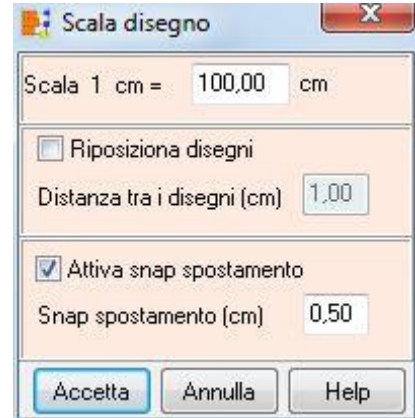 Scala disegno
Scala 1 cm = 100,00 cm
Riposiziona disegni
Distanza tra i disegni (cm) 1,00
Attiva snap spostamento
Snap spostamento (cm) 0,50
Accetta Annulla Help